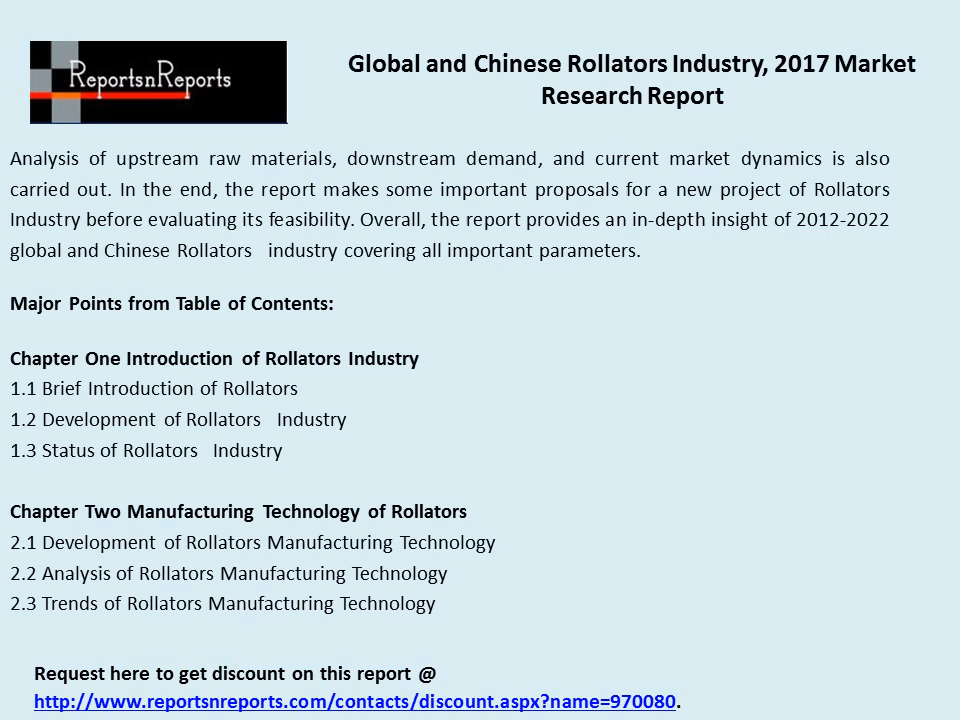 ReportsnReports
Global and Chinese Rollators Industry, 2017 Market
Research Report
Analysis of upstream raw materials, downstream demand, and current market dynamics is also
carried out. In the end, the report makes some important proposals for a new project of Rollators
Industry before evaluating its feasibility. Overall, the report provides an in-depth insight of 2012-2022
global and Chinese Rollators   industry covering all important parameters.
Major Points from Table of Contents:
Chapter One Introduction of Rollators Industry
1.1 Brief Introduction of Rollators
1.2 Development of Rollators   Industry
1.3 Status of Rollators   Industry
Chapter Two Manufacturing Technology of Rollators
2.1 Development of Rollators Manufacturing Technology
2.2 Analysis of Rollators Manufacturing Technology
2.3 Trends of Rollators Manufacturing Technology
Request here to get discount on this report @
http://www.reportsnreports.com/contacts/discount.aspx?name=970080.